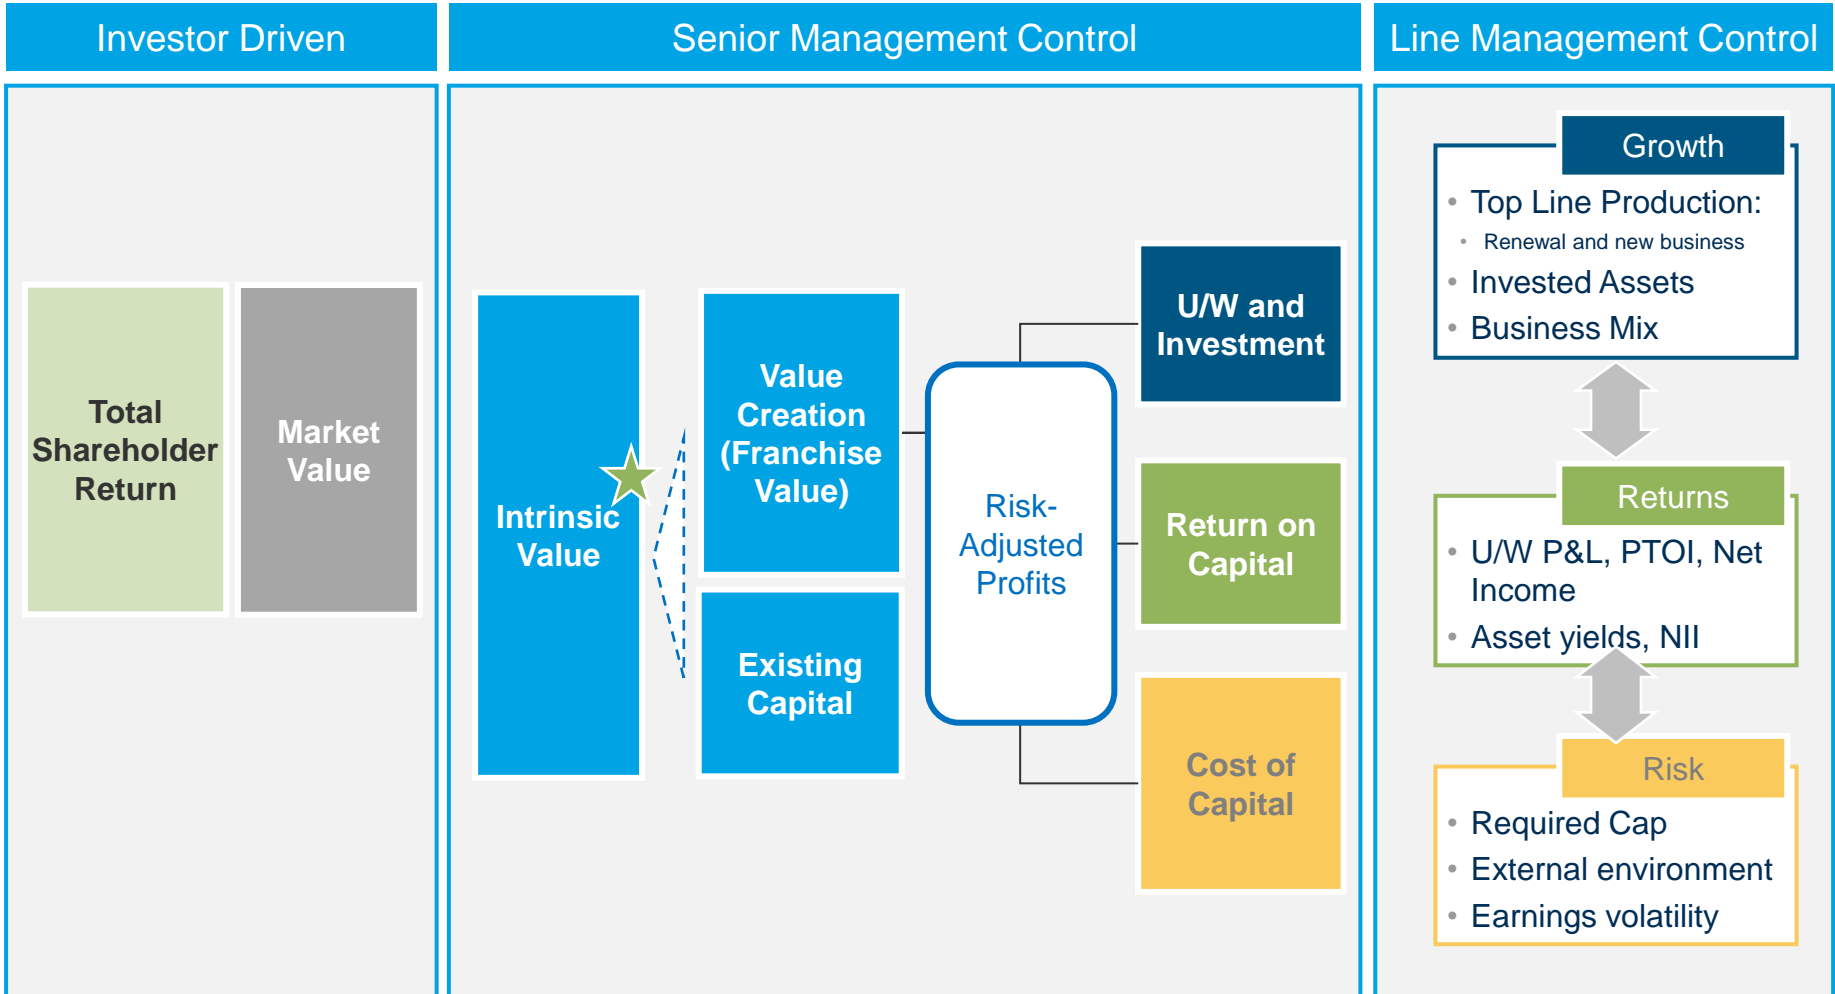 Investor Driven
Senior Management Control
Line Management Control
Total
Shareholder
Return
Market
Value
Intrinsic
Value
Value
Creation
(Franchise
Value)
Existing
Capital
Risk-
Adjusted
Profits
U/W and
Investment
Return on
Capital
Cost of
Capital
Growth
• Top Line Production:
• Renewal and new business
• Invested Assets
• Business Mix
Returns
• U/W P&L, PTOI, Net
Income
• Asset yields, NII
Risk
• Required Cap
• External environment
• Earnings volatility